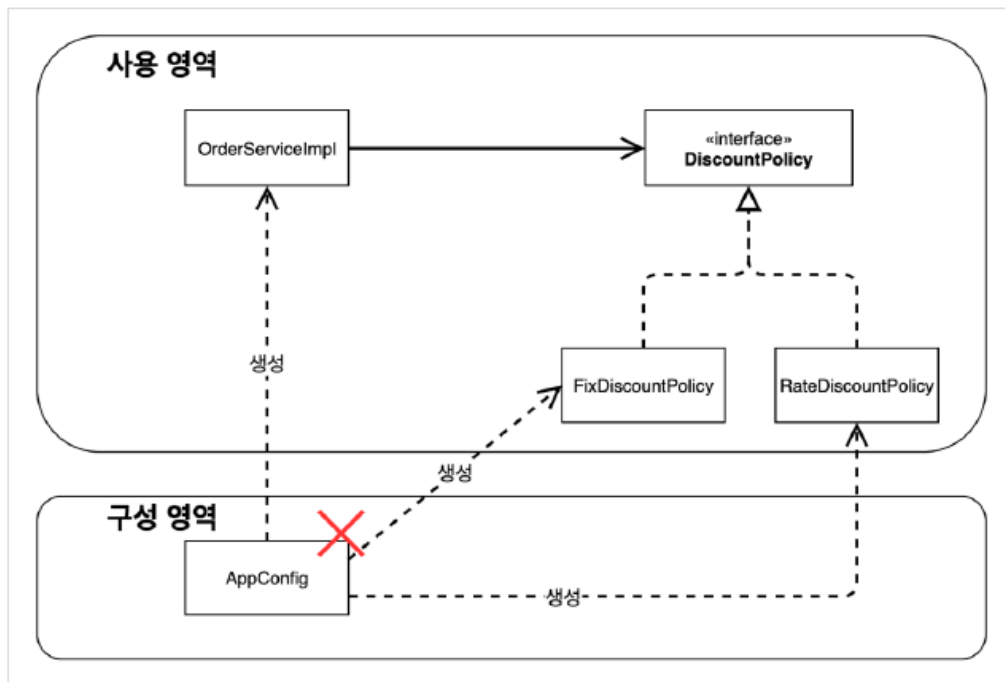 사용 영역
OrderServiceImpl
«interface»
DiscountPolicy
생성
FixDiscountPolicy
RateDiscountPolicy
생성
구성 영역
AppConfig
생성